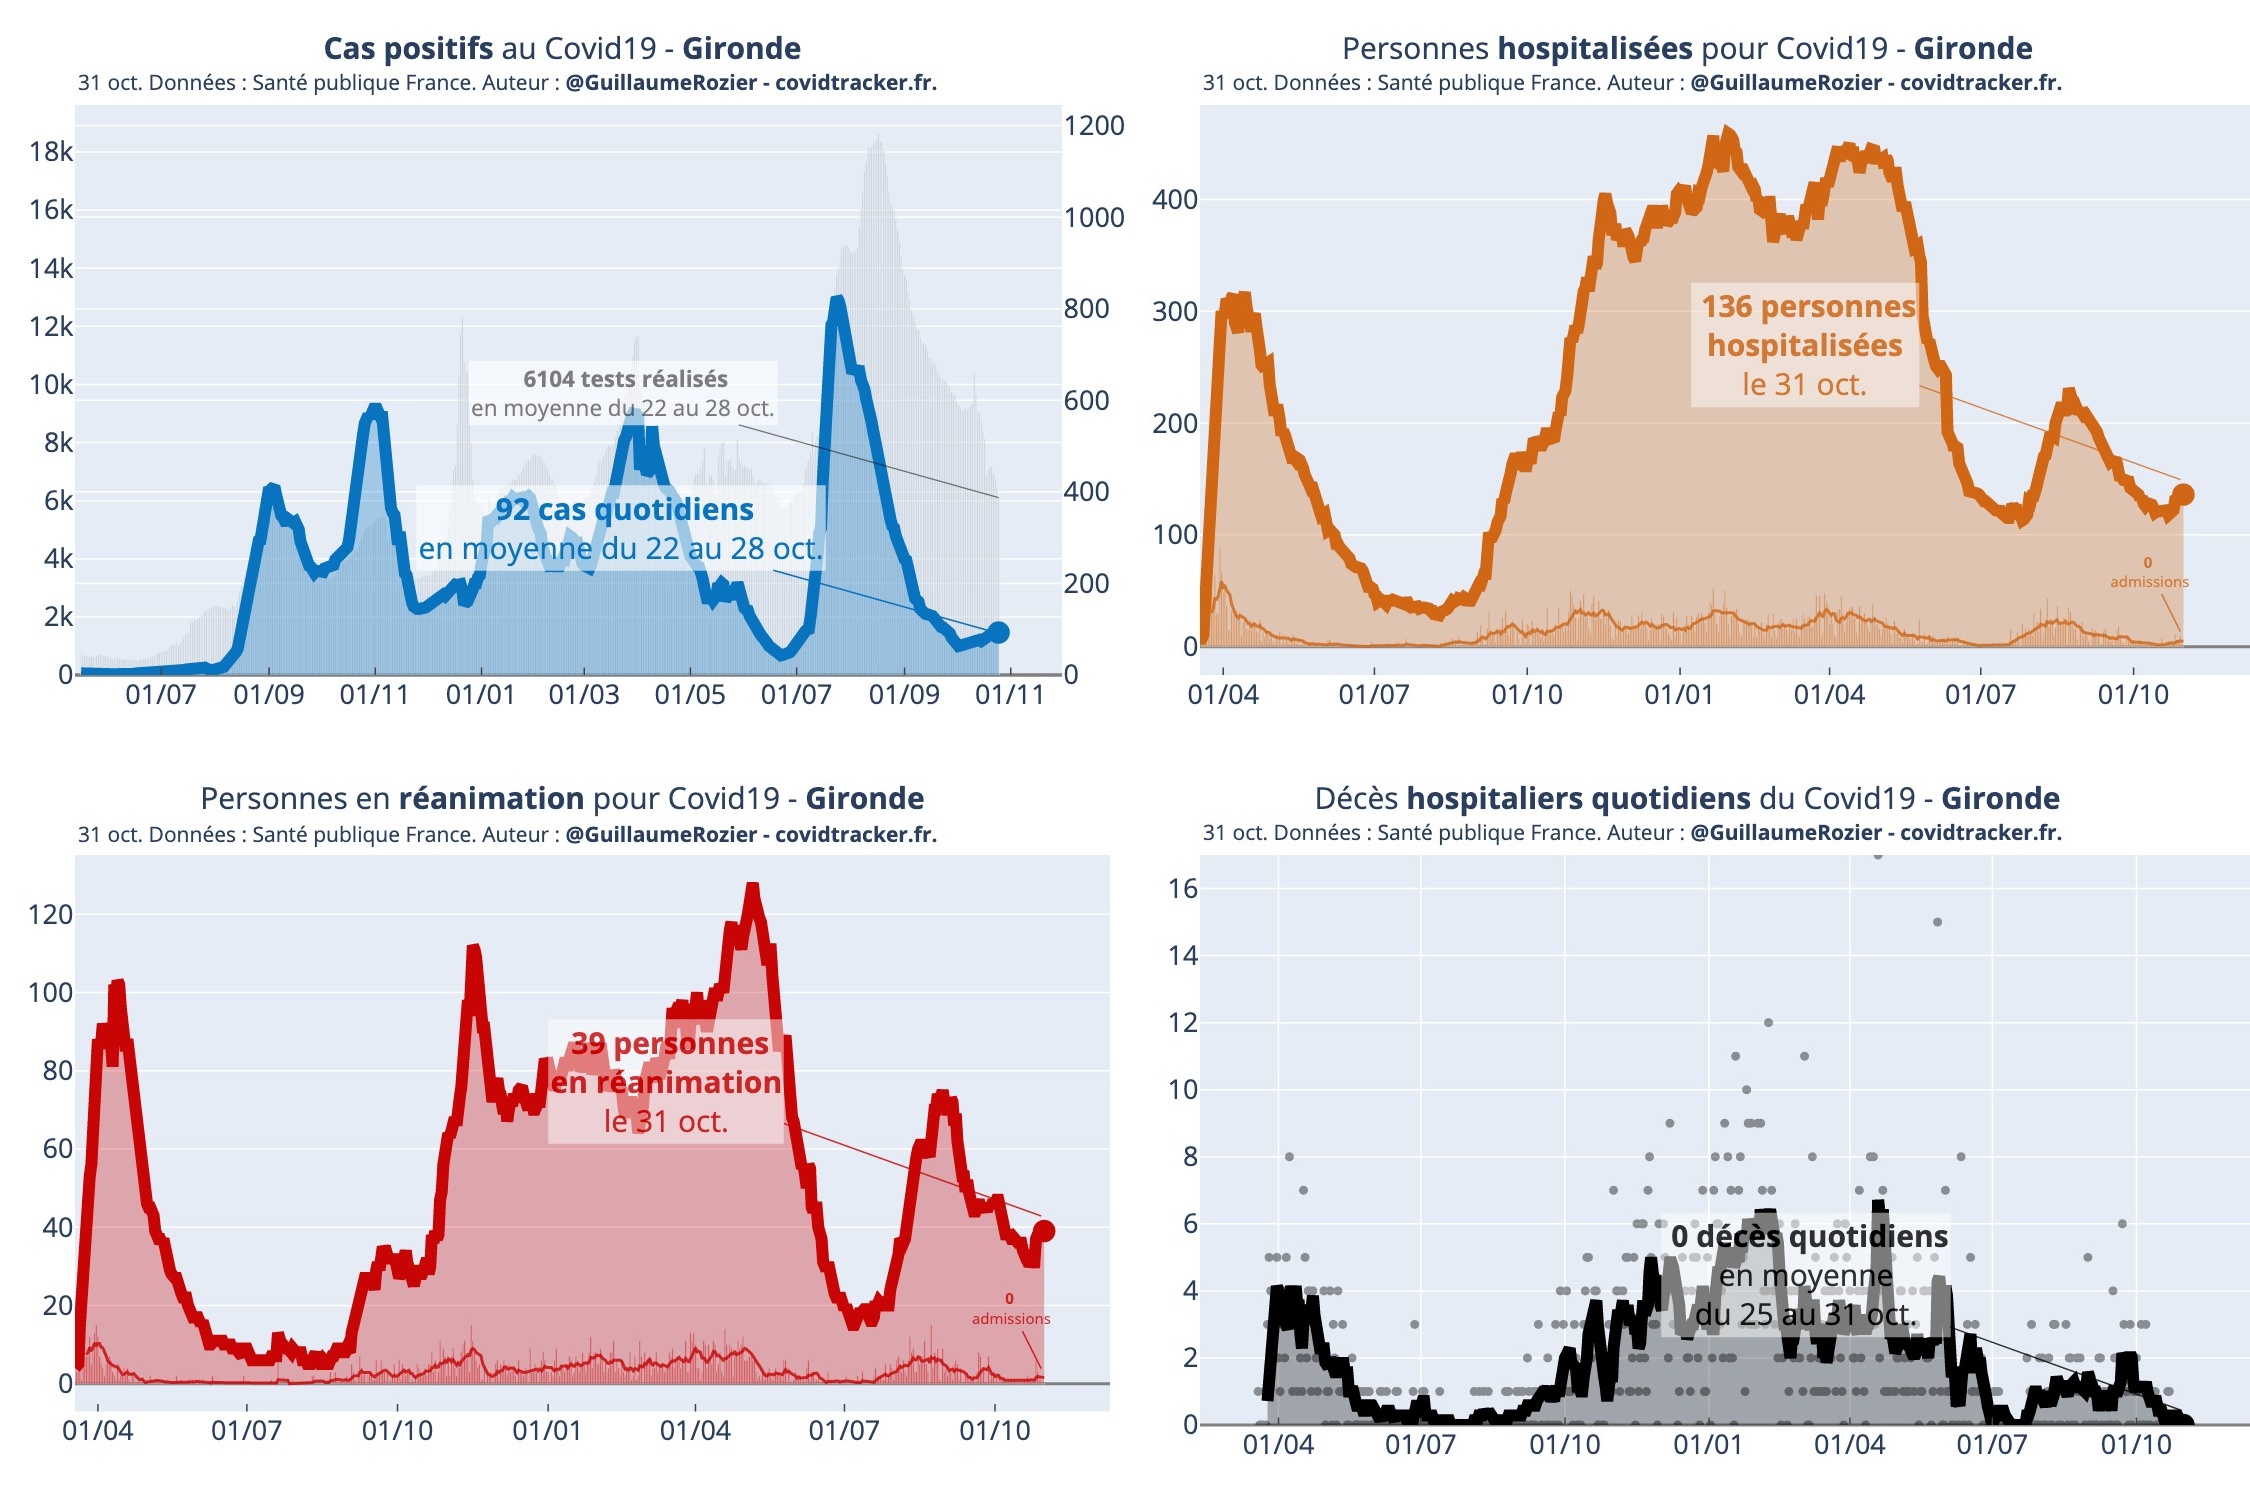 Cas positifs au Covid19 - Gironde
31 oct. Données : Santé publique France. Auteur : @GuillaumeRozier - covidtracker.fr.
18k
16k
14k
12k
10k
8k
6k
4k
2k
0
1200
1000
800
600
400
200
0
6104 tests réalisés
en moyenne du 22 au 28 oct.
92 cas quotidiens
en moyenne du 22 au 28 oct.
01/07 01/09 01/11 01/01 01/03 01/05 01/07 01/09 01/11
Personnes hospitalisées pour Covid19 - Gironde
31 oct. Données : Santé publique France. Auteur : @GuillaumeRozier - covidtracker.fr.
400
300
200
100
0
136 personnes
hospitalisées
le 31 oct.
0
admissions
01/04 01/07 01/10 01/01 01/04 01/07 01/10
Personnes en réanimation pour Covid19 - Gironde
31 oct. Données : Santé publique France. Auteur : @GuillaumeRozier - covidtracker.fr.
120
100
80
60
40
20
0
39 personnes
en réanimation
le 31 oct.
0
admissions
01/04 01/07 01/10 01/01 01/04 01/07 01/10
Décès hospitaliers quotidiens du Covid19 - Gironde
31 oct. Données : Santé publique France. Auteur : @GuillaumeRozier - covidtracker.fr.
16
14
12
10
8
6
4
2
0
0 décès quotidiens
en moyenne
du 25 au 31 oct.
01/04 01/07 01/10 01/01 01/04 01/07 01/10